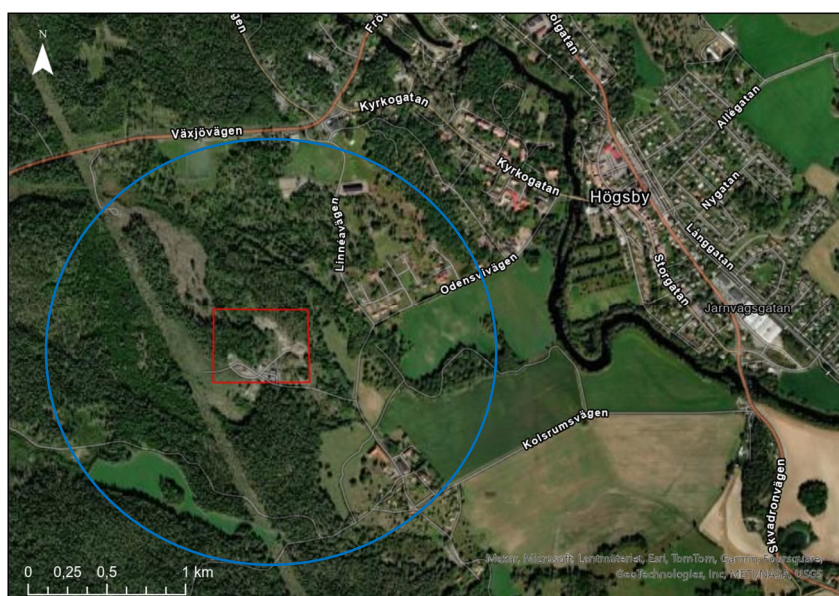 N
Växjövägen
Kyrkogatan
Kyrkogatan
Högsby
Allégatan
Nygatan
Långgatan
Storgatan
Järnvägsgatan
Linnéavägen
Odensvivägen
Kolsrumsvägen
Skvadronvägen
0 0,25 0,5 1 km
Maxar, Microsoft, Lantmäteriet, Esri, TomTom, Garmin, Foursquare,
GeoTechnologies, Inc, METI/NASA, USGS